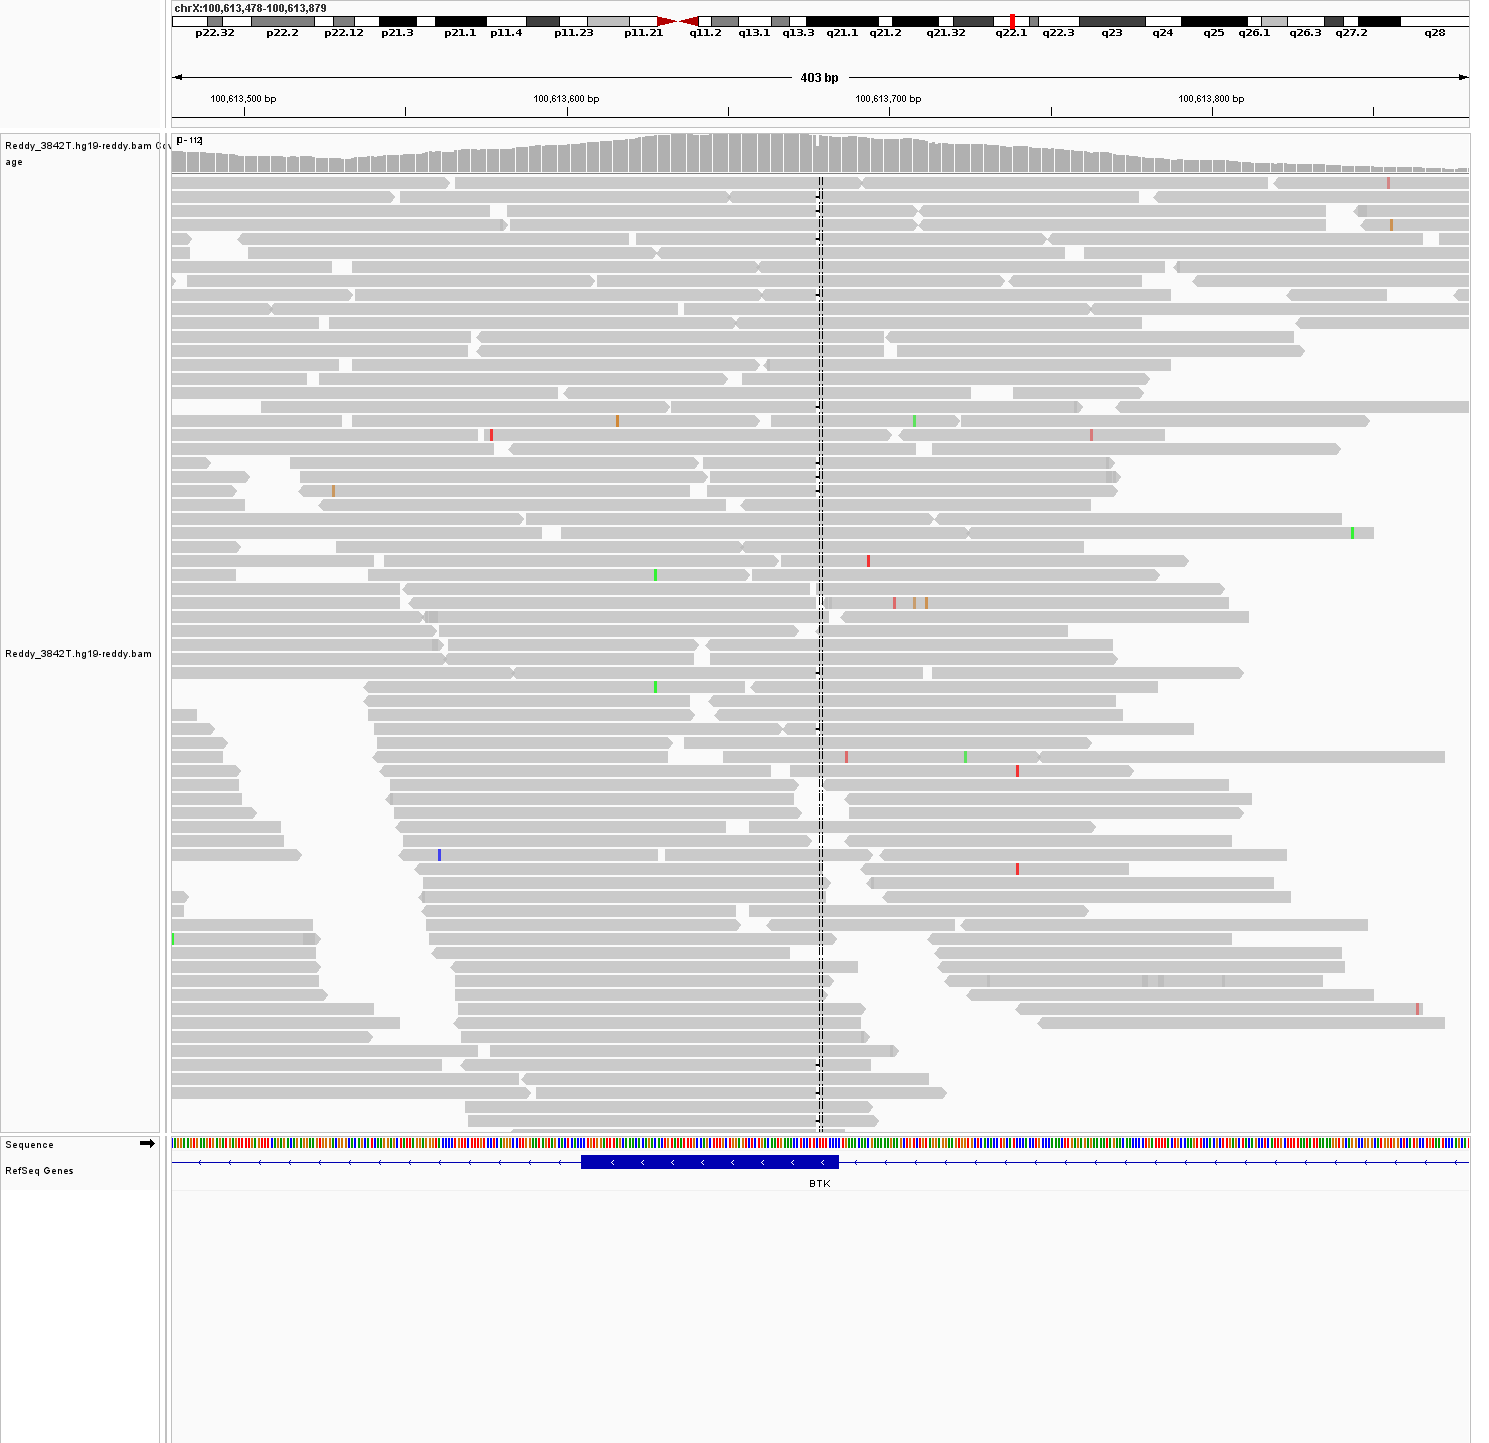 chrX:100,613,478-100,613,879
p22.32 p22.2 p22.12 p21.3 p21.1 p11.4 p11.23 p11.21 q11.2 q13.1 q13.3 q21.1 q21.2 q21.32 q22.1 q22.3 q23 q24 q25 q26.1 q26.3 q27.2 q28
403 bp
100,613,500 bp 100,613,600 bp 100,613,700 bp 100,613,800 bp
[0 - 112]
Reddy_3842T.hg19-reddy.bam Cov
age
Reddy_3842T.hg19-reddy.bam
Sequence
RefSeq Genes
BTK